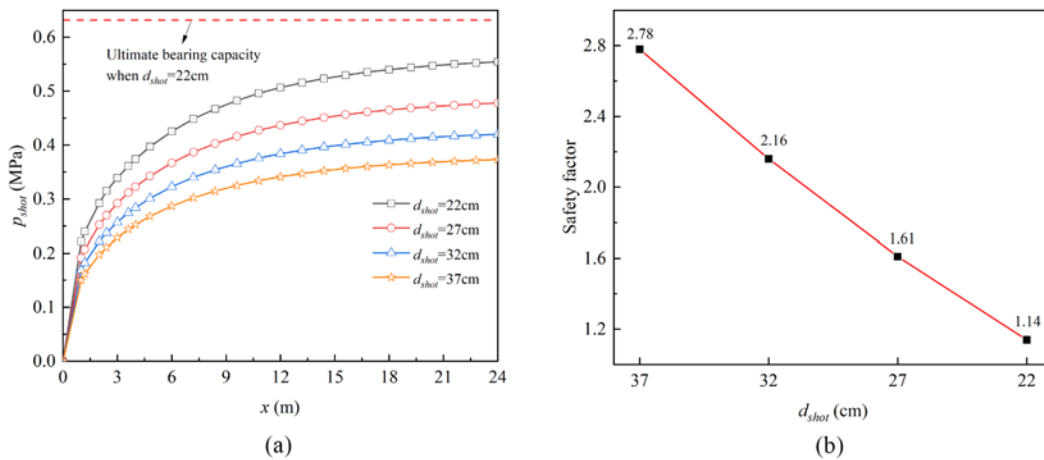 0.6
0.5
0.4
0.3
0.2
0.1
0.0
p_shot (MPa)
Ultimate bearing capacity
when d_shot=22cm
d_shot=22cm
d_shot=27cm
d_shot=32cm
d_shot=37cm
0 3 6 9 12 15 18 21 24
x (m)
(a)
2.8
2.4
2.0
1.6
1.2
Safety factor
2.78
2.16
1.61
1.14
37 32 27 22
d_shot (cm)
(b)